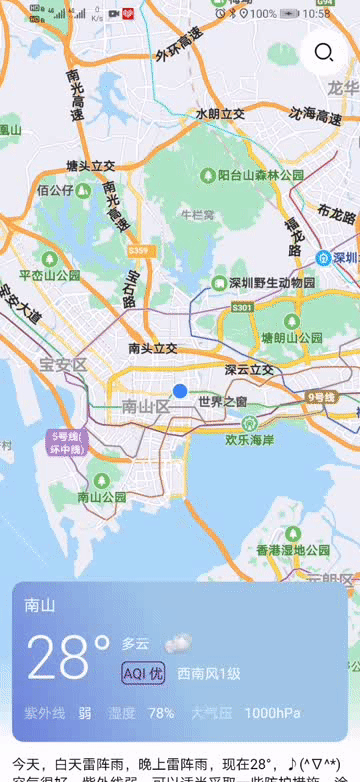 100% 10:58
外环高速
南光高速
龙华
水朗立交
沈海高速
凰山
塘头立交
阳台山森林公园
佰公仔
南光高速
牛栏窝
布龙路
福龙路
S359
深圳
平峦山公园
宝石路
深圳野生动物园
S301
宝安大道
塘朗山公园
南头立交
宝安区
深云立交
南山区
世界之窗
9号线
欢乐海岸
5号线(
环中线)
村
南山公园
香港湿地公园
元朗区
南山
28°
多云
AQI 优
西南风1级
紫外线 弱 湿度 78% 大气压 1000hPa
今天，白天雷阵雨，晚上雷阵雨，现在28°，♪(^∇^*)
空气很好，紫外线弱，可以适当采取一些防护措施，涂